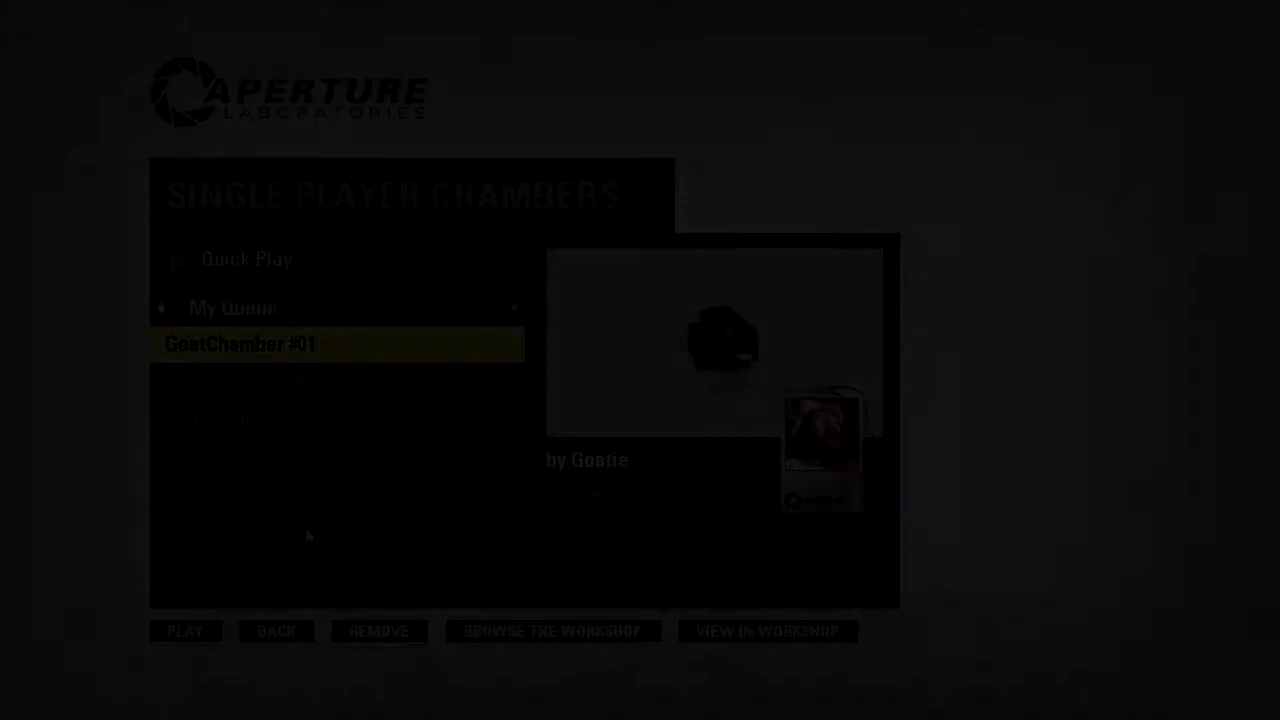 APERTURE
LABORATORIES
SINGLE PLAYER CHAMBERS
Quick Play
My Queue
GoatChamber #01
by Goatie
PLAY
BACK
REMOVE
BROWSE THE WORKSHOP
VIEW IN WORKSHOP